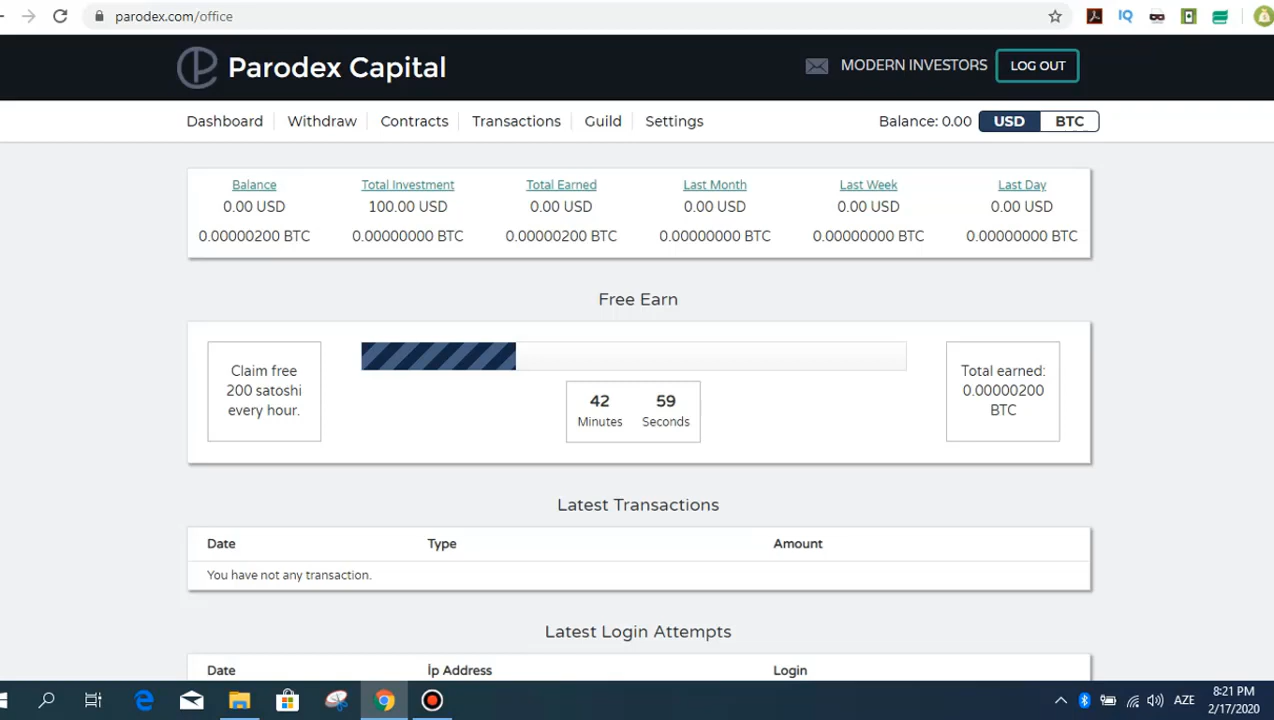 parodex.com/office
IQ
Parodex Capital
MODERN INVESTORS
LOG OUT
Dashboard
Withdraw
Contracts
Transactions
Guild
Settings
Balance: 0.00
USD
BTC
Balance Total Investment Total Earned Last Month Last Week Last Day
0.00 USD 100.00 USD 0.00 USD 0.00 USD 0.00 USD 0.00 USD
0.00000200 BTC 0.00000000 BTC 0.00000200 BTC 0.00000000 BTC 0.00000000 BTC 0.00000000 BTC
Free Earn
Claim free
200 satoshi
every hour.
42 59
Minutes Seconds
Total earned:
0.00000200
BTC
Latest Transactions
Date Type Amount
You have not any transaction.
Latest Login Attempts
Date İp Address Login
AZE
8:21 PM
2/17/2020